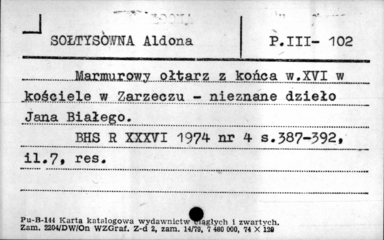 SOŁTYSÓWNA Aldona
P.III- 102
Marmurowy ołtarz z końca w.XVI w
kościele w Zarzeczu - nieznane dzieło
Jana Białego.
BHS R XXXVI 1974 nr 4 s.387-392,
il.7, res.
Pu-B-144 Karta katalogowa wydawnictw ciągłych i zwartych.
Zam. 2204/DW/On WZGraf. Z-d 2, zam. 14/79, 7 460 000, 74 X 120